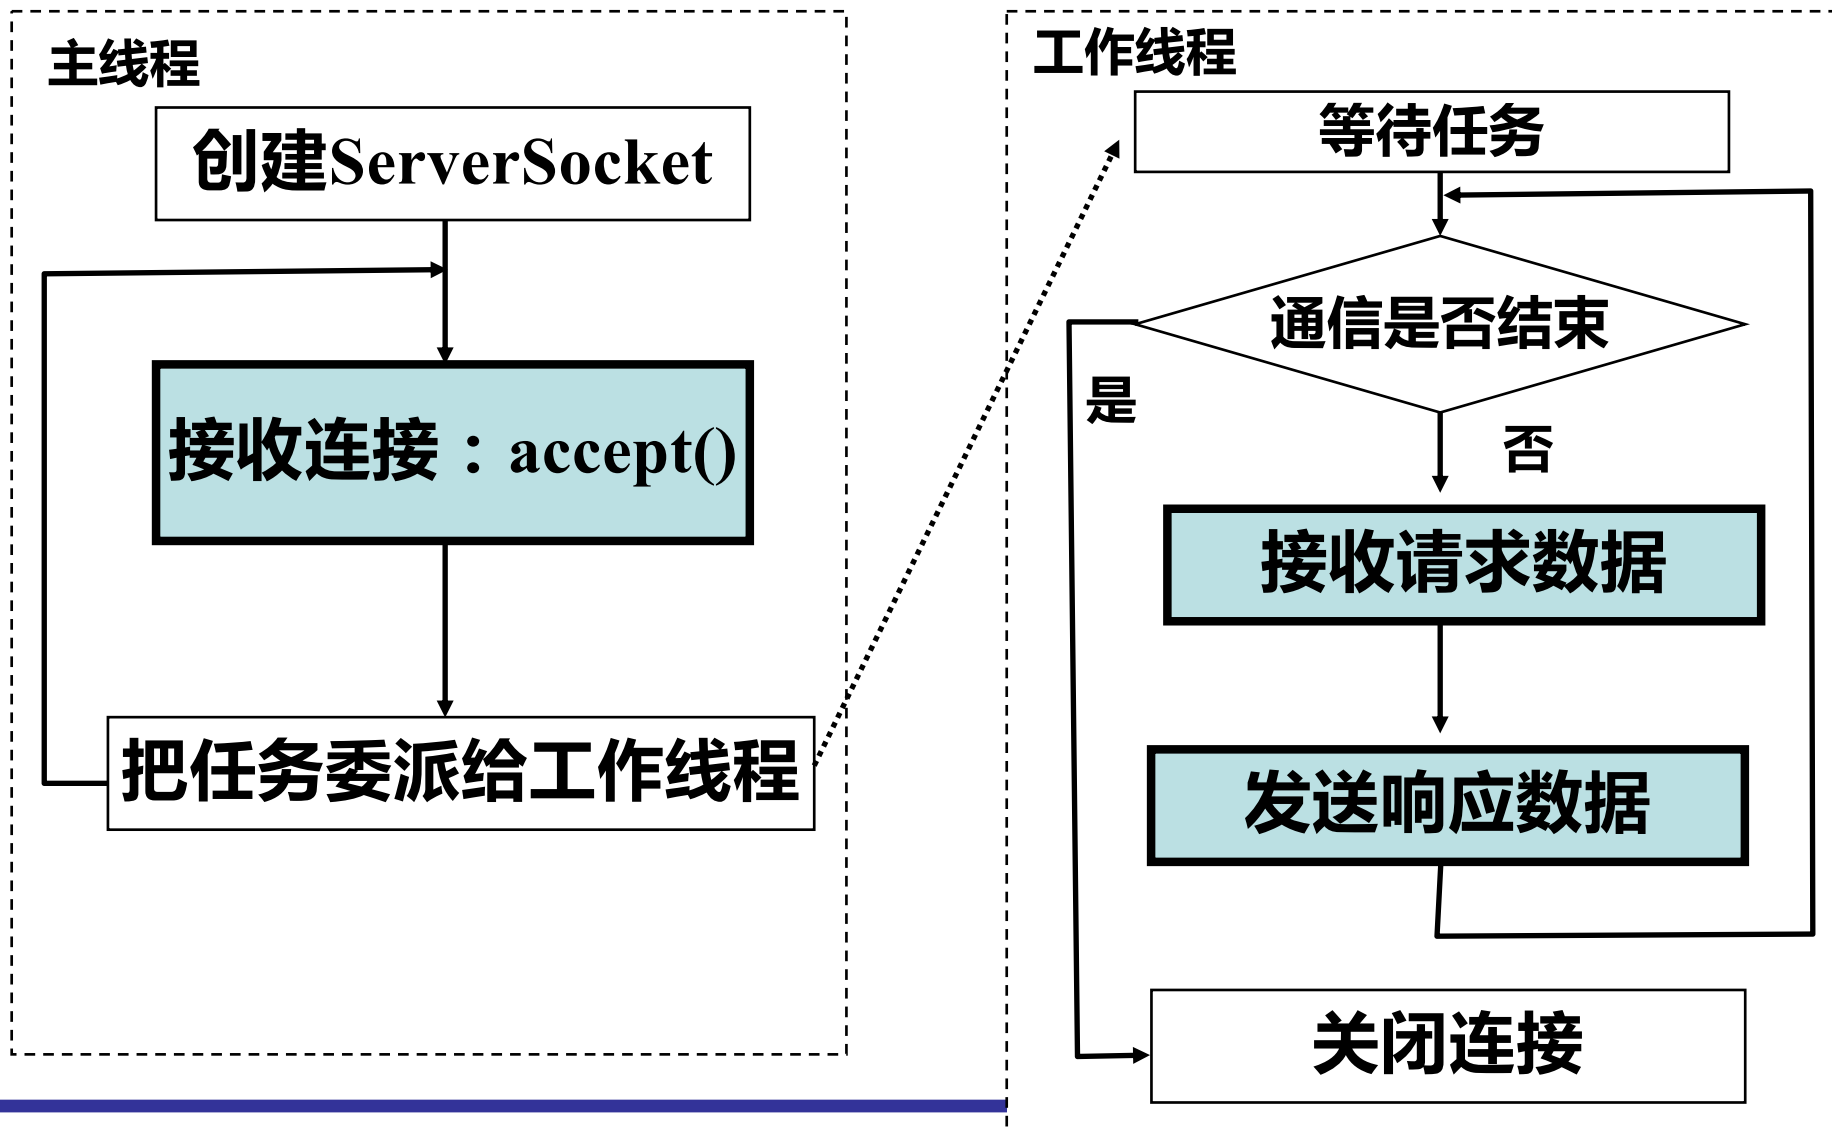 主线程
创建ServerSocket
接收连接：accept()
把任务委派给工作线程
工作线程
等待任务
通信是否结束
是
否
接收请求数据
发送响应数据
关闭连接